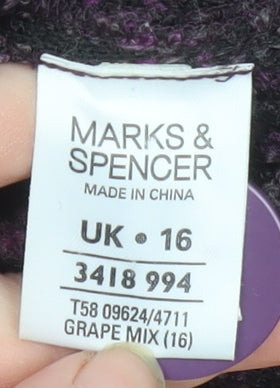 MARKS &
SPENCER
MADE IN CHINA
UK • 16
3418 994
T58 09624/4711
GRAPE MIX (16)